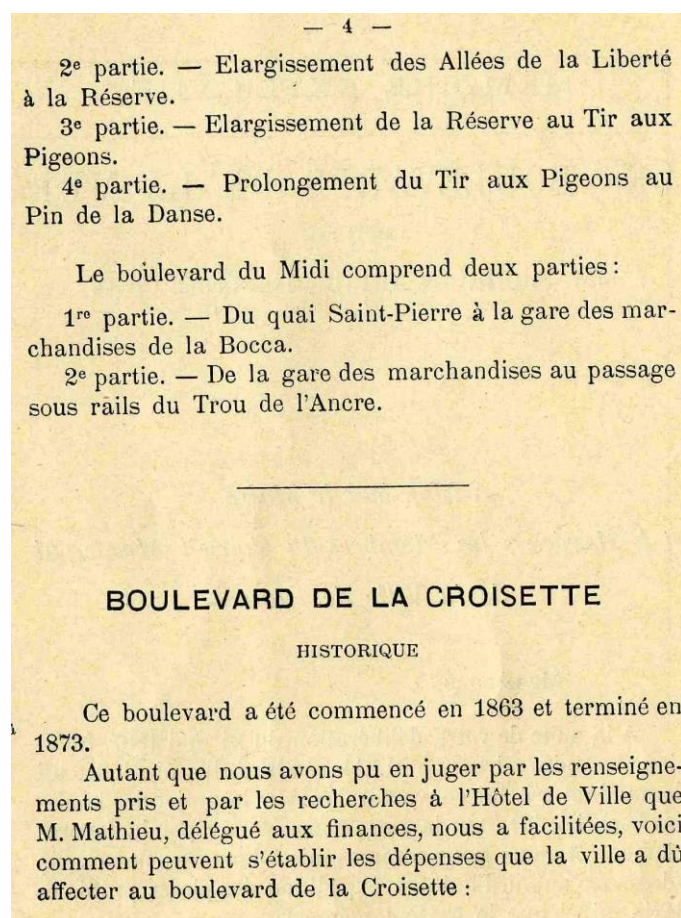 — 4 —
2e partie. — Elargissement des Allées de la Liberté
à la Réserve.
3e partie. — Elargissement de la Réserve au Tir aux
Pigeons.
4e partie. — Prolongement du Tir aux Pigeons au
Pin de la Danse.
Le boulevard du Midi comprend deux parties :
1re partie. — Du quai Saint-Pierre à la gare des mar-
chandises de la Bocca.
2e partie. — De la gare des marchandises au passage
sous rails du Trou de l'Ancre.
BOULEVARD DE LA CROISETTE
HISTORIQUE
Ce boulevard a été commencé en 1863 et terminé en
1873.
Autant que nous avons pu en juger par les renseigne-
ments pris et par les recherches à l'Hôtel de Ville que
M. Mathieu, délégué aux finances, nous a facilitées, voici
comment peuvent s'établir les dépenses que la ville a dû
affecter au boulevard de la Croisette :